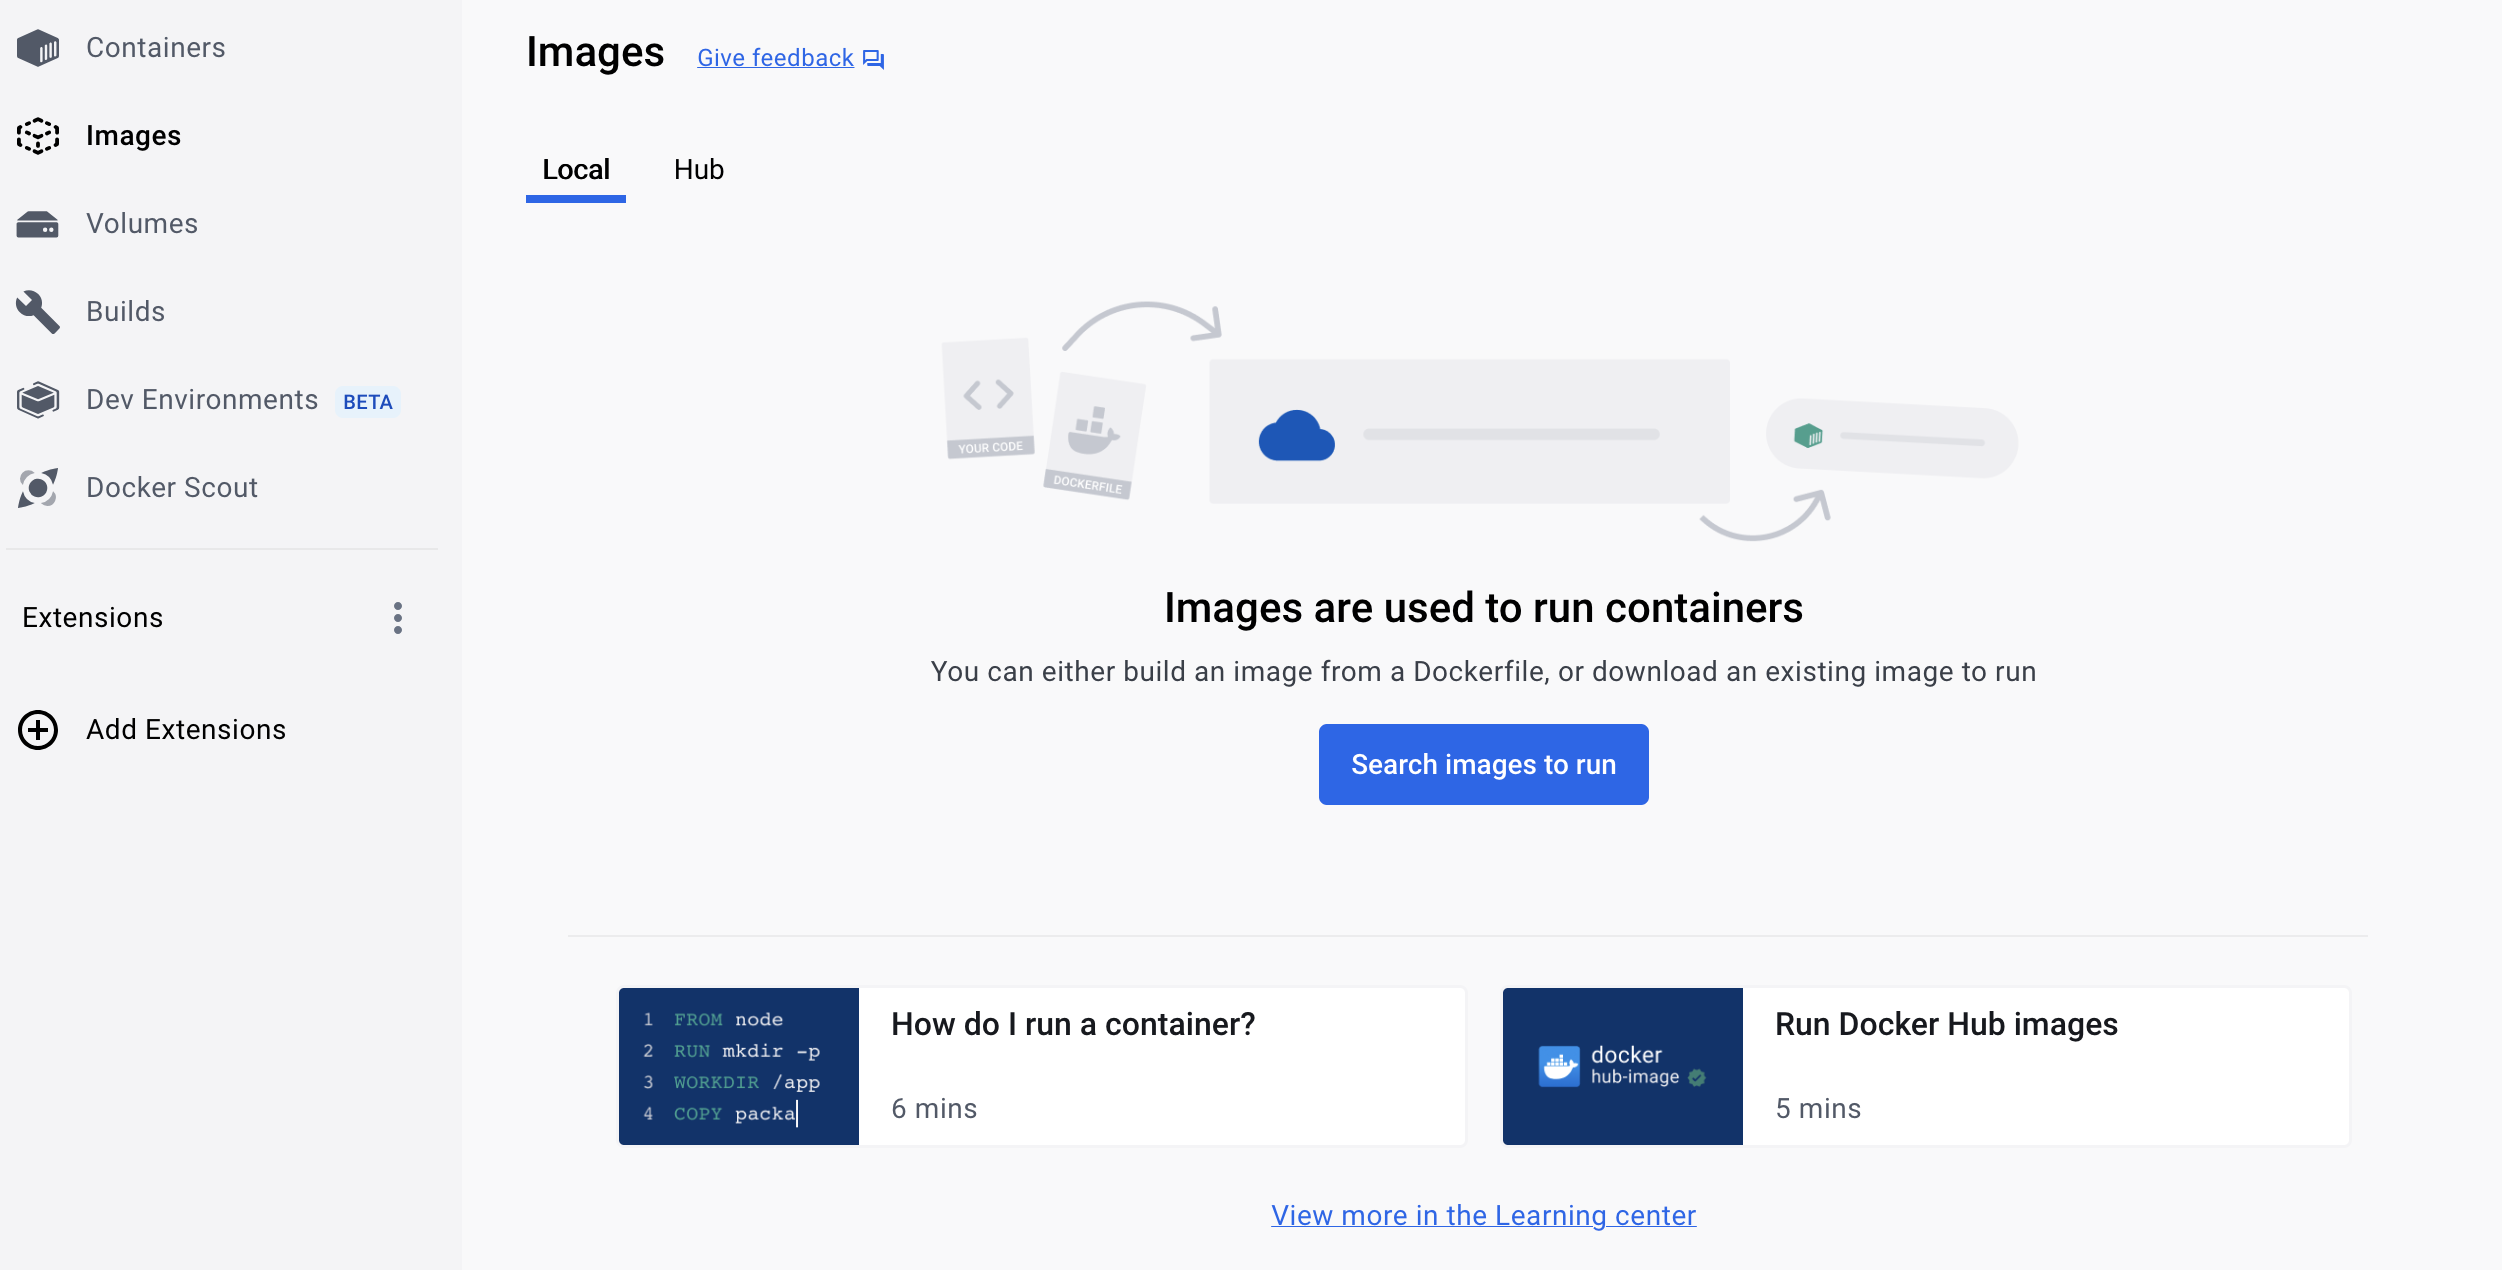 Containers
Images
Volumes
Builds
Dev Environments BETA
Docker Scout
Extensions
Add Extensions
Images Give feedback
Local Hub
YOUR CODE
DOCKERFILE
Images are used to run containers
You can either build an image from a Dockerfile, or download an existing image to run
Search images to run
1 FROM node
2 RUN mkdir -p
3 WORKDIR /app
4 COPY packa
How do I run a container?
6 mins
docker
hub-image
Run Docker Hub images
5 mins
View more in the Learning center